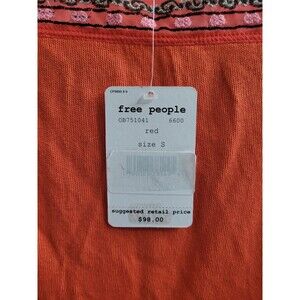 free people
OB751041 6600
red
size S
suggested retail price
$98.00